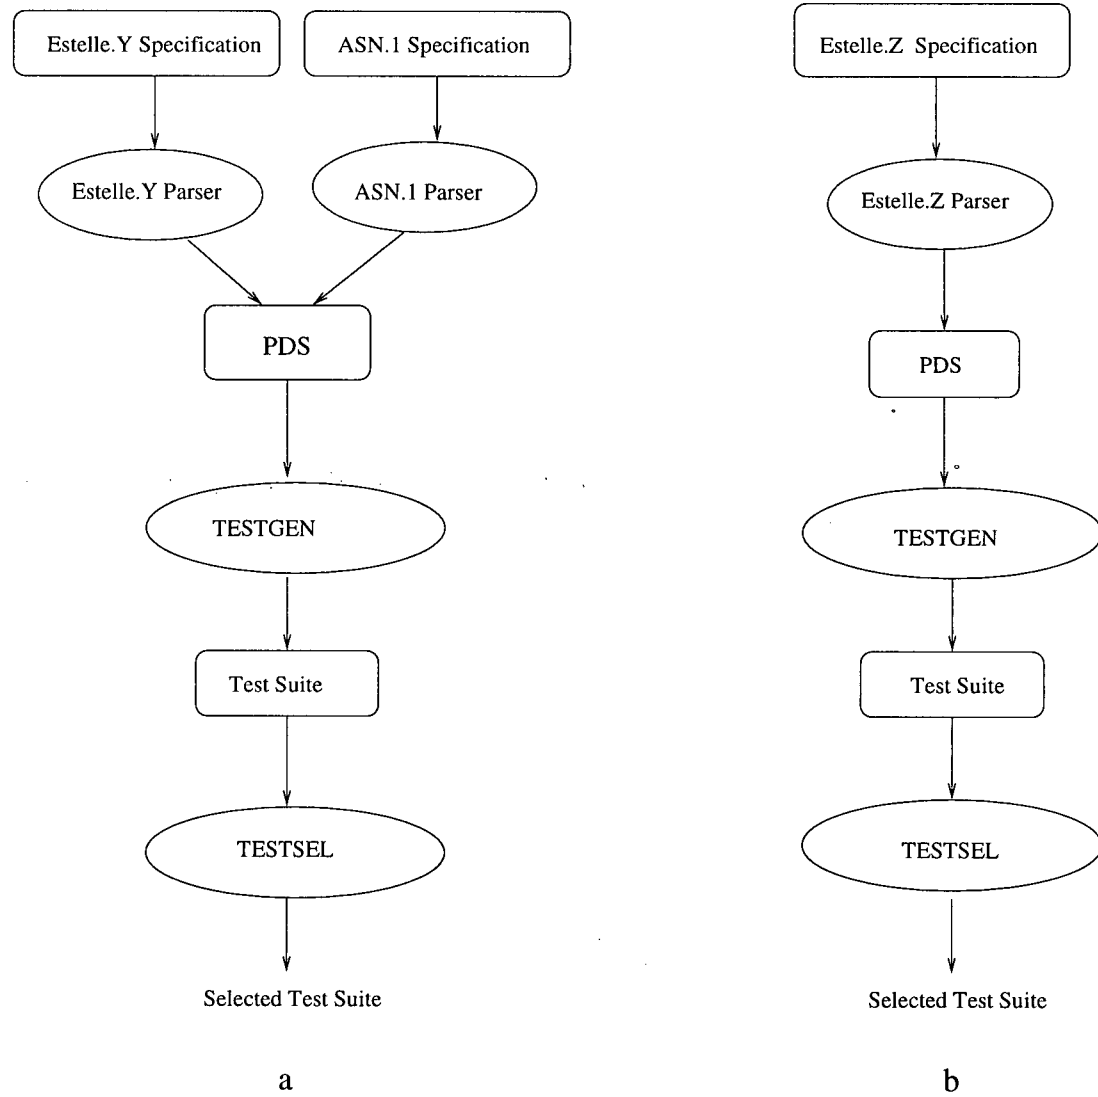 Estelle.Y Specification
ASN.1 Specification
Estelle.Y Parser
ASN.1 Parser
PDS
TESTGEN
Test Suite
TESTSEL
Selected Test Suite
a
Estelle.Z Specification
Estelle.Z Parser
PDS
TESTGEN
Test Suite
TESTSEL
Selected Test Suite
b